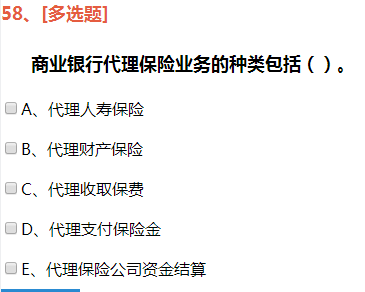 58、[多选题]
商业银行代理保险业务的种类包括（ ）。
A、代理人寿保险
B、代理财产保险
C、代理收取保费
D、代理支付保险金
E、代理保险公司资金结算